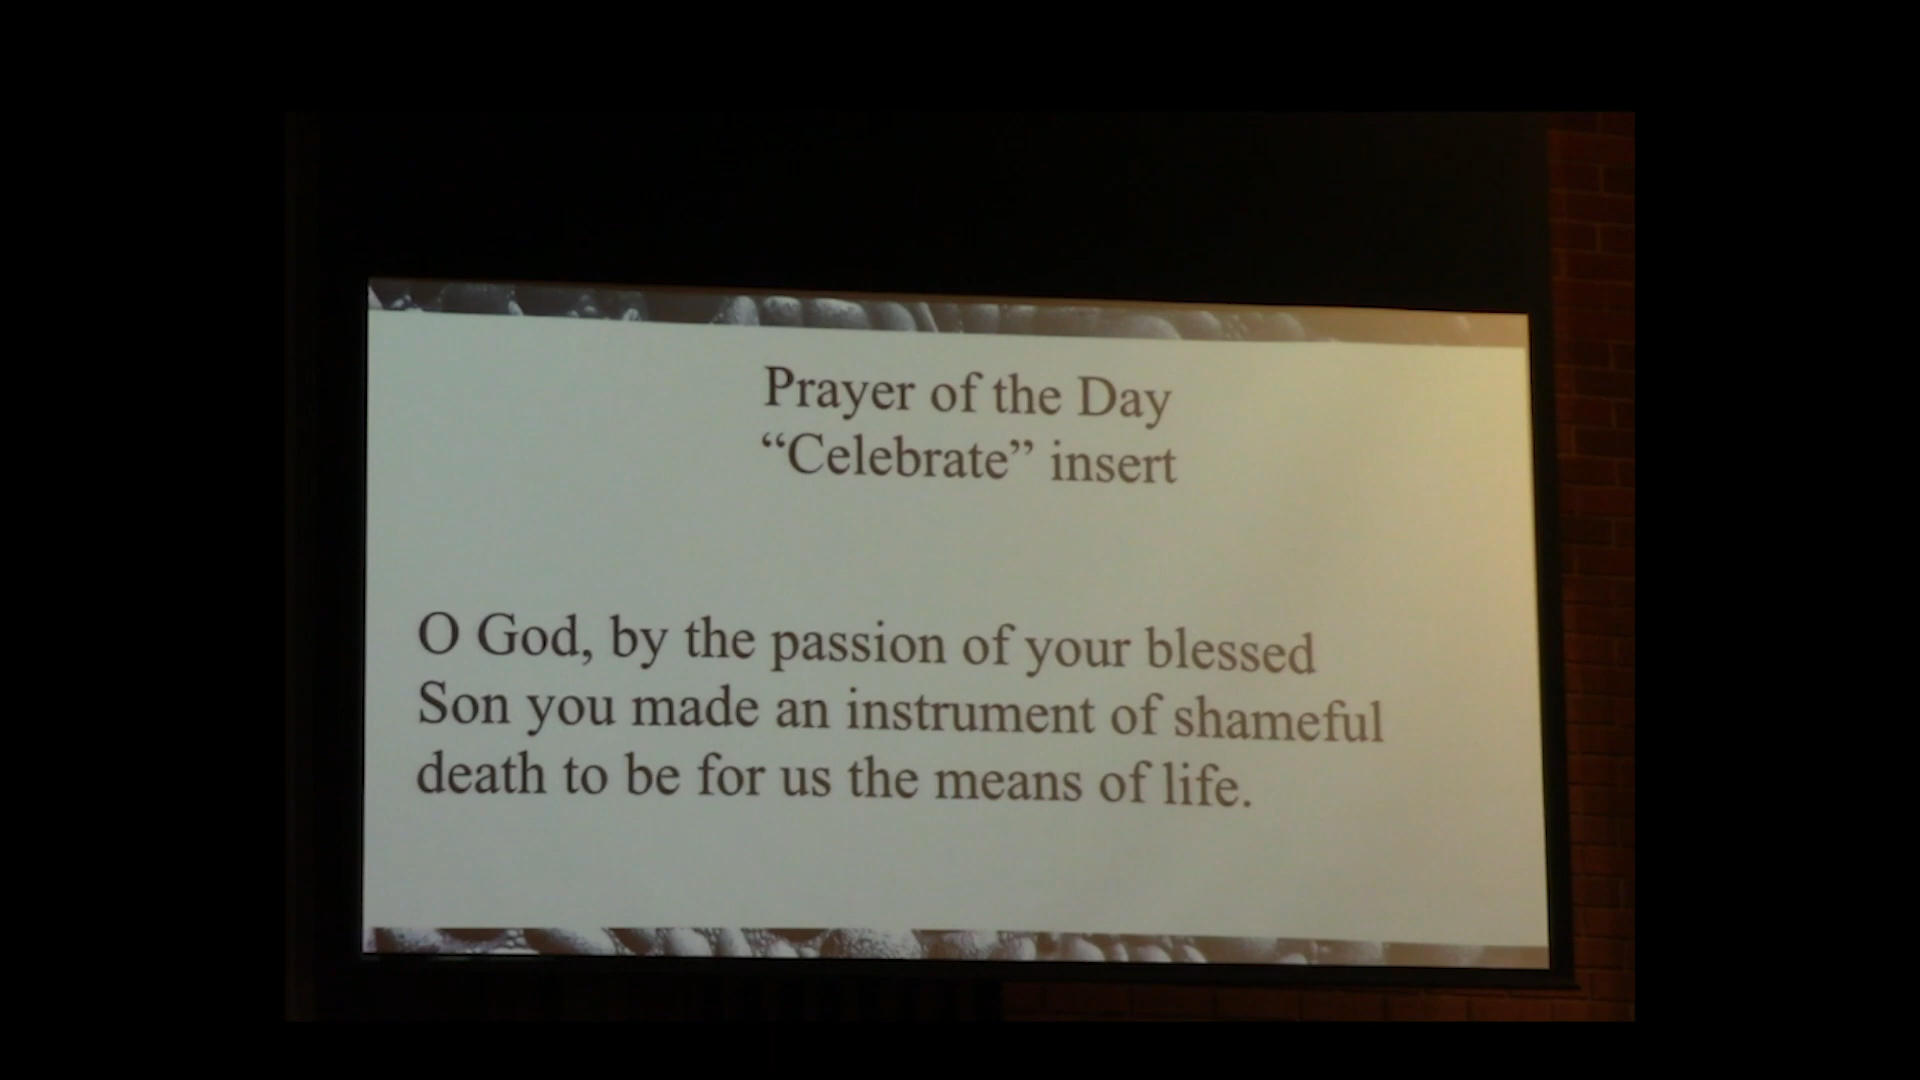 Prayer of the Day
“Celebrate” insert
O God, by the passion of your blessed
Son you made an instrument of shameful
death to be for us the means of life.